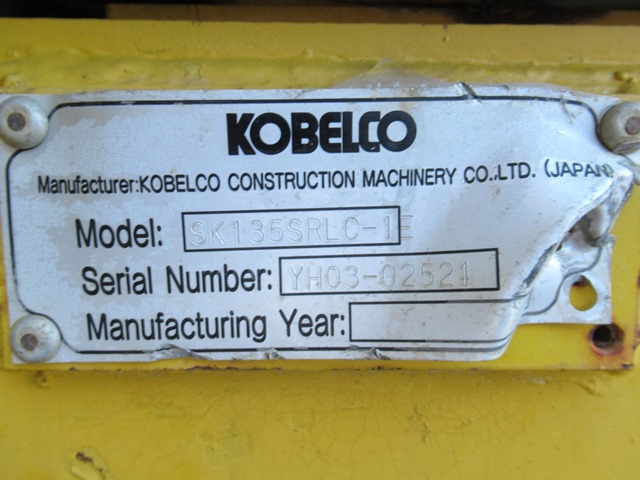 KOBELCO
Manufacturer:KOBELCO CONSTRUCTION MACHINERY CO.,LTD. (JAPAN)
Model: SK135SRLC-1E
Serial Number: YH03-02521
Manufacturing Year: